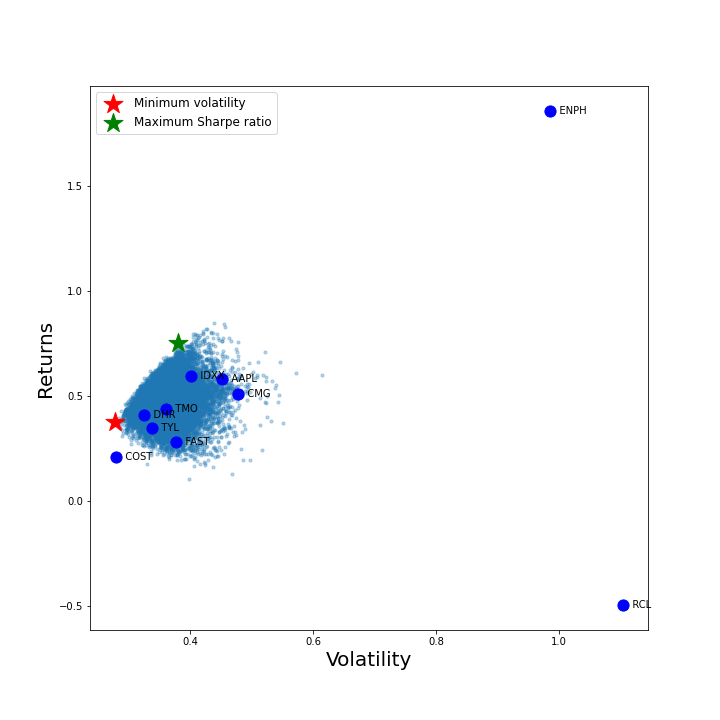 Minimum volatility
Maximum Sharpe ratio
ENPH
1.5
1.0
Returns
IDXX
AAPL
CMG
0.5
TMO
DHR
TYL
FAST
COST
0.0
−0.5
RCL
0.4
0.6
0.8
1.0
Volatility